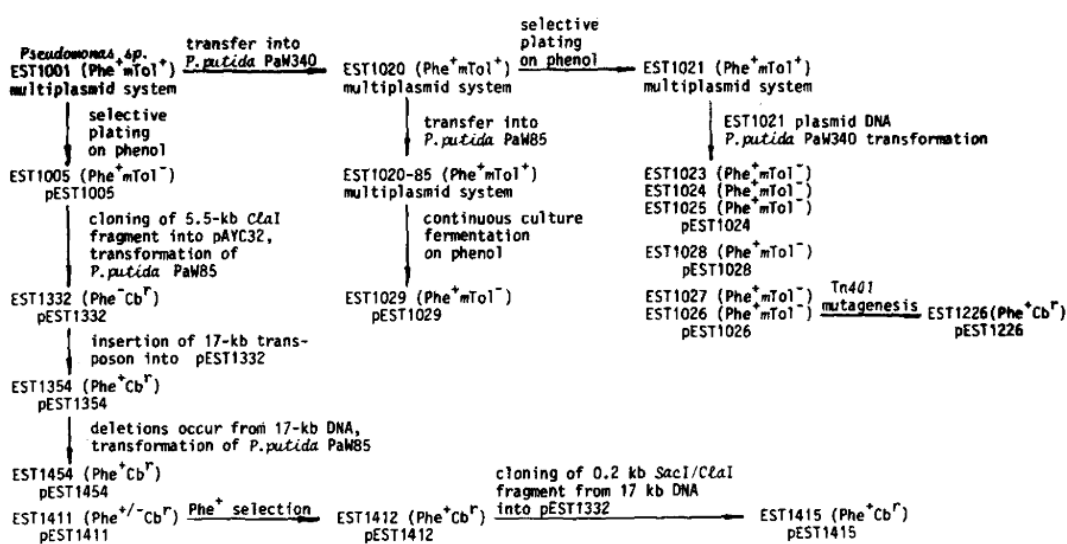 Pseudomonas sp.
EST1001 (Phe⁺mTol⁺)
multiplasmid system
transfer into
P.putida PaW340
EST1020 (Phe⁺mTol⁺)
multiplasmid system
selective
plating
on phenol
EST1021 (Phe⁺mTol⁺)
multiplasmid system
selective
plating
on phenol
transfer into
P.putida PaW85
EST1021 plasmid DNA
P.putida PaW340 transformation
EST1005 (Phe⁺mTol⁻)
pEST1005
EST1020-85 (Phe⁺mTol⁺)
multiplasmid system
EST1023 (Phe⁺mTol⁻)
EST1024 (Phe⁺mTol⁻)
EST1025 (Phe⁺mTol⁻)
pEST1024
cloning of 5.5-kb ClaI
fragment into pAYC32,
transformation of
P.putida PaW85
continuous culture
fermentation
on phenol
EST1028 (Phe⁺mTol⁻)
pEST1028
EST1332 (Phe⁻Cbʳ)
pEST1332
EST1029 (Phe⁺mTol⁻)
pEST1029
EST1027 (Phe⁺mTol⁻)
EST1026 (Phe⁺mTol⁻)
pEST1026
Tn401
mutagenesis
EST1226(Phe⁺Cbʳ)
pEST1226
insertion of 17-kb trans-
poson into pEST1332
EST1354 (Phe⁺Cbʳ)
pEST1354
deletions occur from 17-kb DNA,
transformation of P.putida PaW85
EST1454 (Phe⁺Cbʳ)
pEST1454
EST1411 (Phe⁺/⁻Cbʳ)
pEST1411
Phe⁺ selection
EST1412 (Phe⁺Cbʳ)
pEST1412
cloning of 0.2 kb SacI/ClaI
fragment from 17 kb DNA
into pEST1332
EST1415 (Phe⁺Cbʳ)
pEST1415